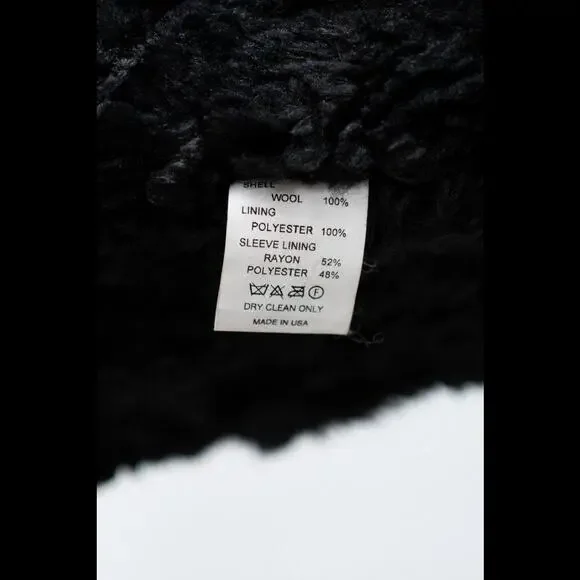 SHELL
WOOL 100%
LINING
POLYESTER 100%
SLEEVE LINING
RAYON 52%
POLYESTER 48%
F
DRY CLEAN ONLY
MADE IN USA